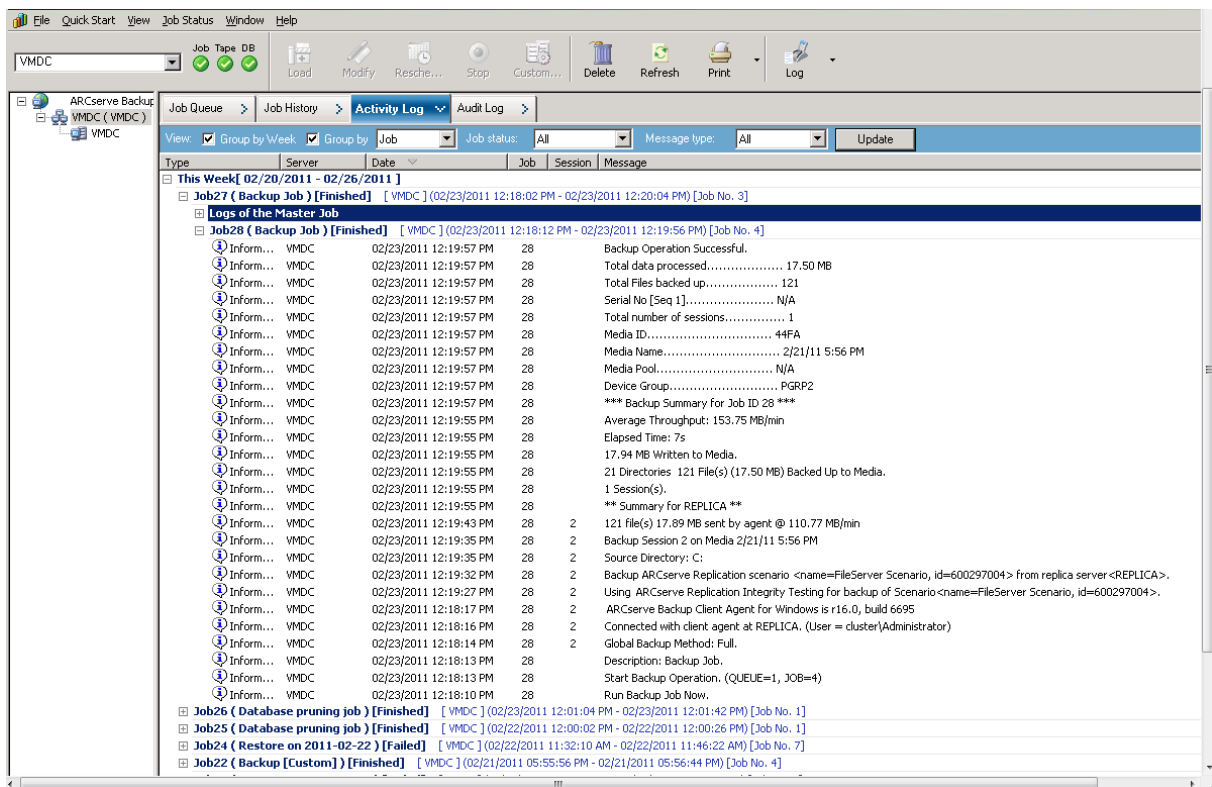 File Quick Start View Job Status Window Help
Job Tape DB
VMDC
Load Modify Resche... Stop Custom... Delete Refresh Print Log
ARCserve Backup
VMDC ( VMDC )
VMDC
Job Queue > Job History > Activity Log Audit Log >
View: Group by Week Group by Job Job status: All Message type: All Update
Type Server Date Job Session Message
This Week[ 02/20/2011 - 02/26/2011 ]
Job27 ( Backup Job ) [Finished] [ VMDC ] (02/23/2011 12:18:02 PM - 02/23/2011 12:20:04 PM) [Job No. 3]
Logs of the Master Job
Job28 ( Backup Job ) [Finished] [ VMDC ] (02/23/2011 12:18:12 PM - 02/23/2011 12:19:56 PM) [Job No. 4]
Inform... VMDC 02/23/2011 12:19:57 PM 28 Backup Operation Successful.
Inform... VMDC 02/23/2011 12:19:57 PM 28 Total data processed................... 17.50 MB
Inform... VMDC 02/23/2011 12:19:57 PM 28 Total Files backed up.................. 121
Inform... VMDC 02/23/2011 12:19:57 PM 28 Serial No [Seq 1]...................... N/A
Inform... VMDC 02/23/2011 12:19:57 PM 28 Total number of sessions............... 1
Inform... VMDC 02/23/2011 12:19:57 PM 28 Media ID............................... 44FA
Inform... VMDC 02/23/2011 12:19:57 PM 28 Media Name............................. 2/21/11 5:56 PM
Inform... VMDC 02/23/2011 12:19:57 PM 28 Media Pool............................. N/A
Inform... VMDC 02/23/2011 12:19:57 PM 28 Device Group........................... PGRP2
Inform... VMDC 02/23/2011 12:19:57 PM 28 *** Backup Summary for Job ID 28 ***
Inform... VMDC 02/23/2011 12:19:55 PM 28 Average Throughput: 153.75 MB/min
Inform... VMDC 02/23/2011 12:19:55 PM 28 Elapsed Time: 7s
Inform... VMDC 02/23/2011 12:19:55 PM 28 17.94 MB Written to Media.
Inform... VMDC 02/23/2011 12:19:55 PM 28 21 Directories 121 File(s) (17.50 MB) Backed Up to Media.
Inform... VMDC 02/23/2011 12:19:55 PM 28 1 Session(s).
Inform... VMDC 02/23/2011 12:19:55 PM 28 ** Summary for REPLICA **
Inform... VMDC 02/23/2011 12:19:43 PM 28 2 121 file(s) 17.89 MB sent by agent @ 110.77 MB/min
Inform... VMDC 02/23/2011 12:19:35 PM 28 2 Backup Session 2 on Media 2/21/11 5:56 PM
Inform... VMDC 02/23/2011 12:19:35 PM 28 2 Source Directory: C:
Inform... VMDC 02/23/2011 12:19:32 PM 28 2 Backup ARCserve Replication scenario <name=FileServer Scenario, id=600297004> from replica server<REPLICA>.
Inform... VMDC 02/23/2011 12:19:27 PM 28 2 Using ARCserve Replication Integrity Testing for backup of Scenario<name=FileServer Scenario, id=600297004>.
Inform... VMDC 02/23/2011 12:18:17 PM 28 2 ARCserve Backup Client Agent for Windows is r16.0, build 6695
Inform... VMDC 02/23/2011 12:18:16 PM 28 2 Connected with client agent at REPLICA. (User = cluster\Administrator)
Inform... VMDC 02/23/2011 12:18:14 PM 28 2 Global Backup Method: Full.
Inform... VMDC 02/23/2011 12:18:13 PM 28 Description: Backup Job.
Inform... VMDC 02/23/2011 12:18:13 PM 28 Start Backup Operation. (QUEUE=1, JOB=4)
Inform... VMDC 02/23/2011 12:18:10 PM 28 Run Backup Job Now.
Job26 ( Database pruning job ) [Finished] [ VMDC ] (02/23/2011 12:01:04 PM - 02/23/2011 12:01:42 PM) [Job No. 1]
Job25 ( Database pruning job ) [Finished] [ VMDC ] (02/22/2011 12:00:02 PM - 02/22/2011 12:00:26 PM) [Job No. 1]
Job24 ( Restore on 2011-02-22 ) [Failed] [ VMDC ] (02/22/2011 11:32:10 AM - 02/22/2011 11:46:22 AM) [Job No. 7]
Job22 ( Backup [Custom] ) [Finished] [ VMDC ] (02/21/2011 05:55:56 PM - 02/21/2011 05:56:44 PM) [Job No. 4]